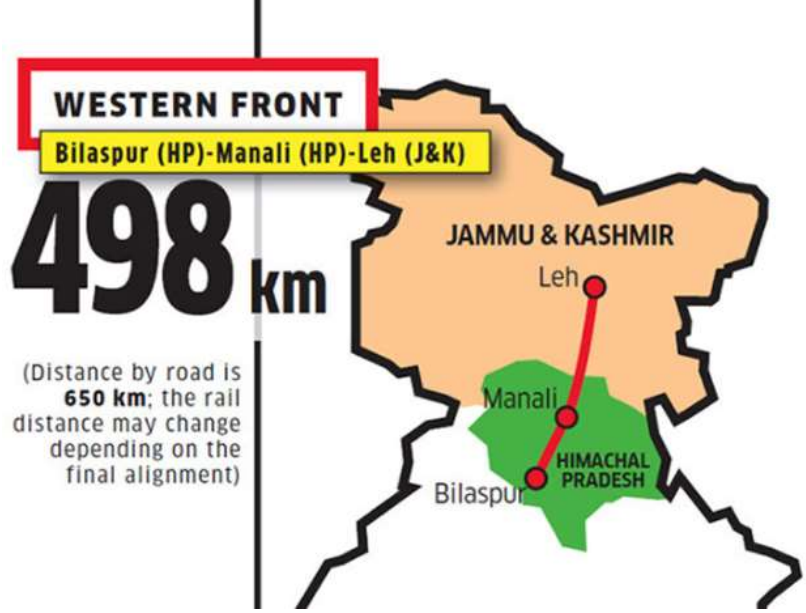 WESTERN FRONT
Bilaspur (HP)-Manali (HP)-Leh (J&K)
498 km
(Distance by road is
650 km; the rail
distance may change
depending on the
final alignment)
JAMMU & KASHMIR
Leh
Manali
HIMACHAL
PRADESH
Bilaspur